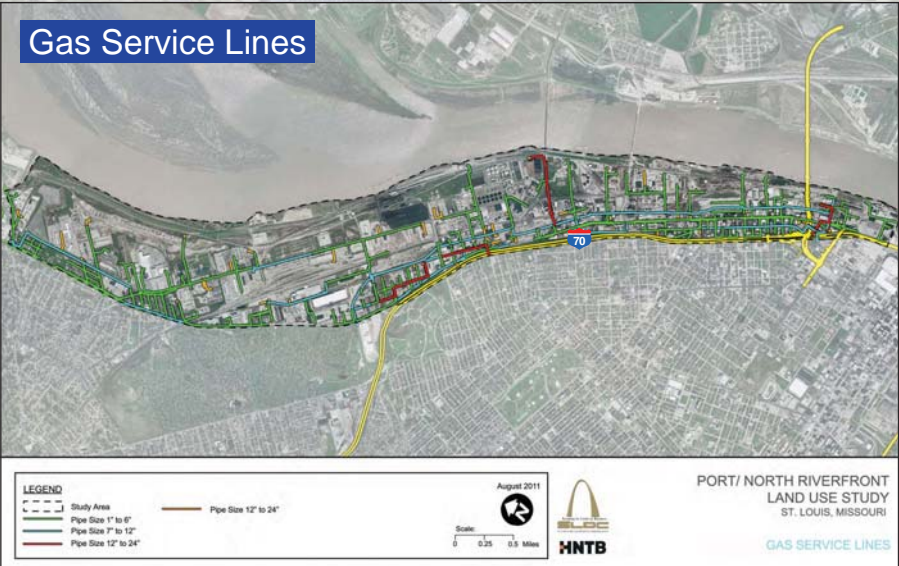 Gas Service Lines
70
LEGEND
Study Area
Pipe Size 1" to 6"
Pipe Size 7" to 12"
Pipe Size 12" to 24"
Pipe Size 12" to 24"
August 2011
Scale:
0 0.25 0.5 Miles
SLDC
HNTB
PORT/ NORTH RIVERFRONT
LAND USE STUDY
ST. LOUIS, MISSOURI
GAS SERVICE LINES